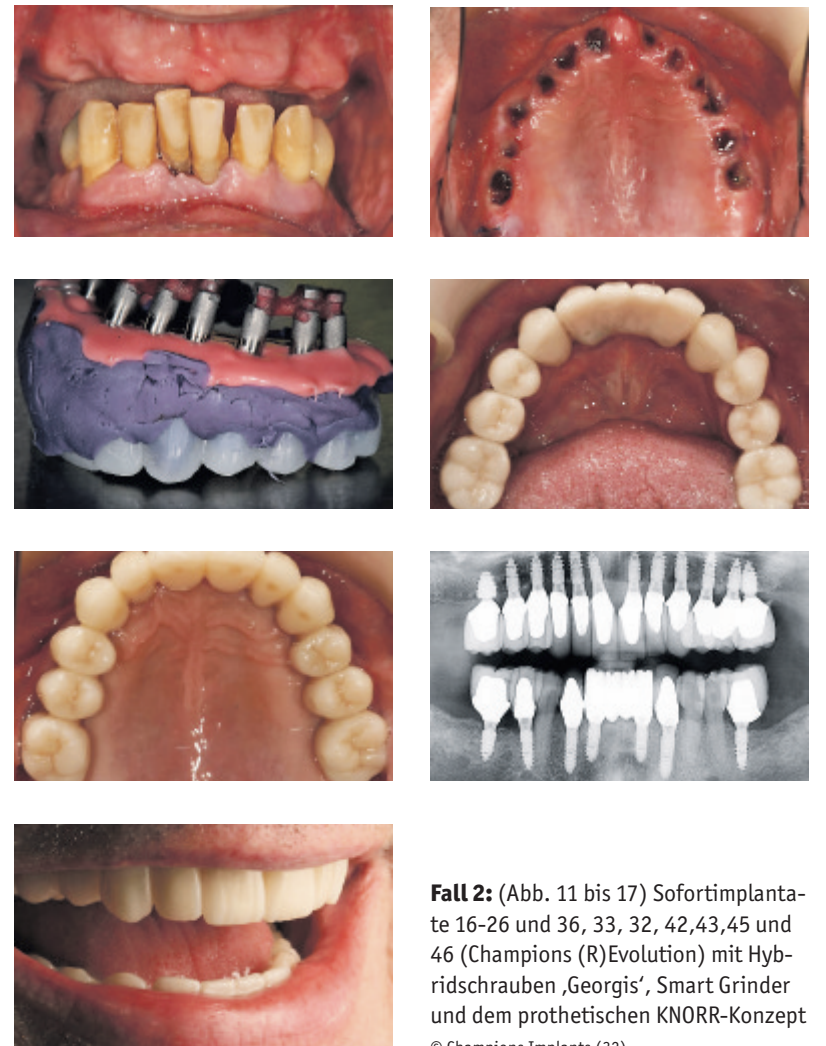 Fall 2: (Abb. 11 bis 17) Sofortimplanta-
te 16-26 und 36, 33, 32, 42,43,45 und
46 (Champions (R)Evolution) mit Hyb-
ridschrauben ‚Georgis‘, Smart Grinder
und dem prothetischen KNORR-Konzept